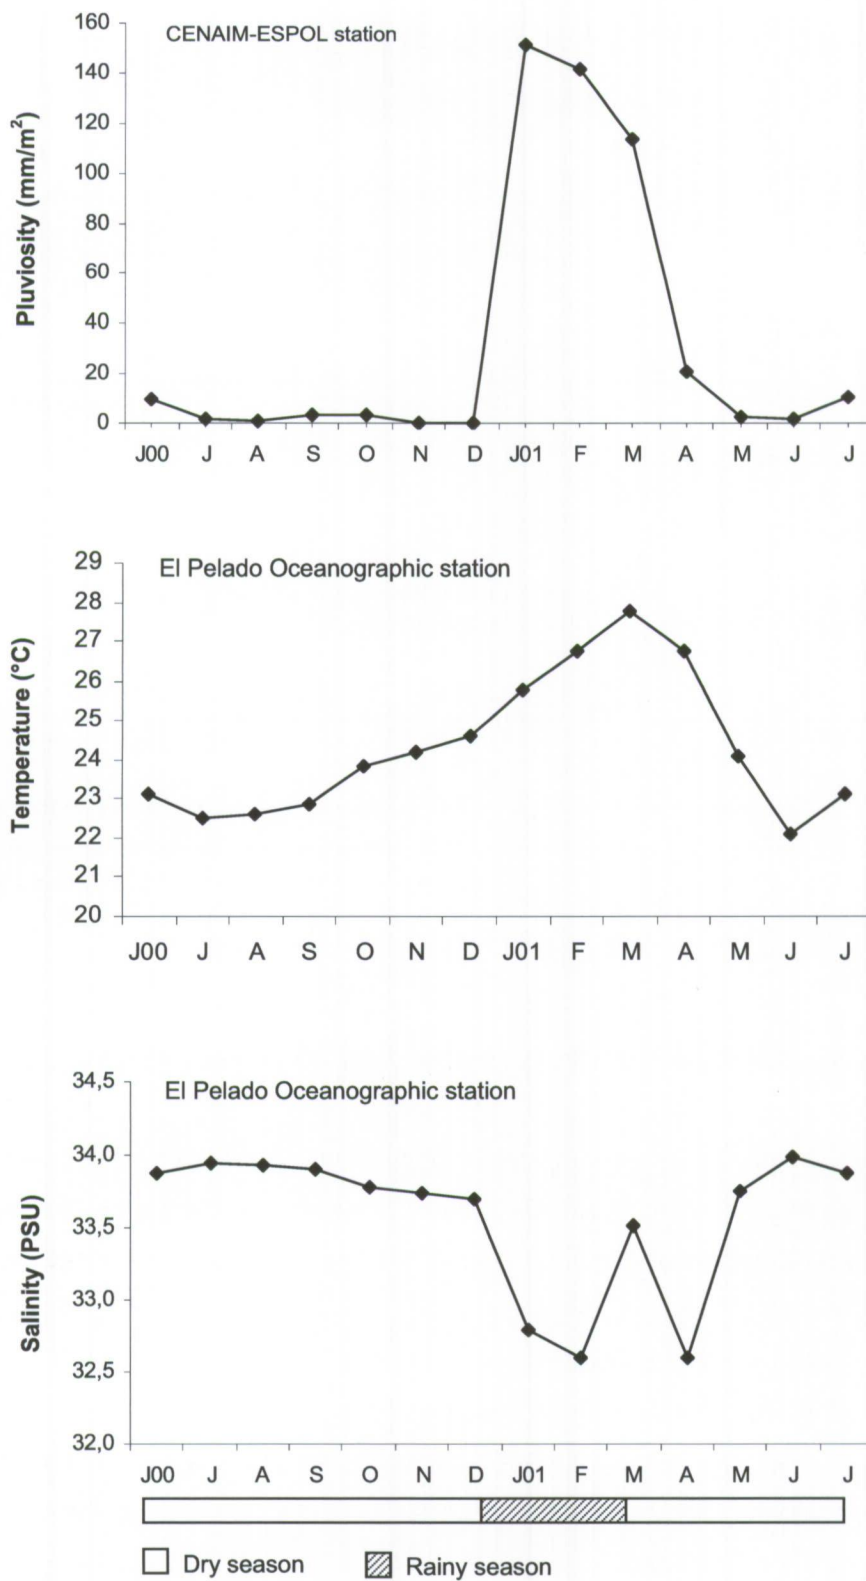 CENAIM-ESPOL station
Pluviosity (mm/m²)
160
140
120
100
80
60
40
20
0
J00 J A S O N D J01 F M A M J J
El Pelado Oceanographic station
Temperature (°C)
29
28
27
26
25
24
23
22
21
20
J00 J A S O N D J01 F M A M J J
El Pelado Oceanographic station
Salinity (PSU)
34,5
34,0
33,5
33,0
32,5
32,0
J00 J A S O N D J01 F M A M J J
Dry season Rainy season